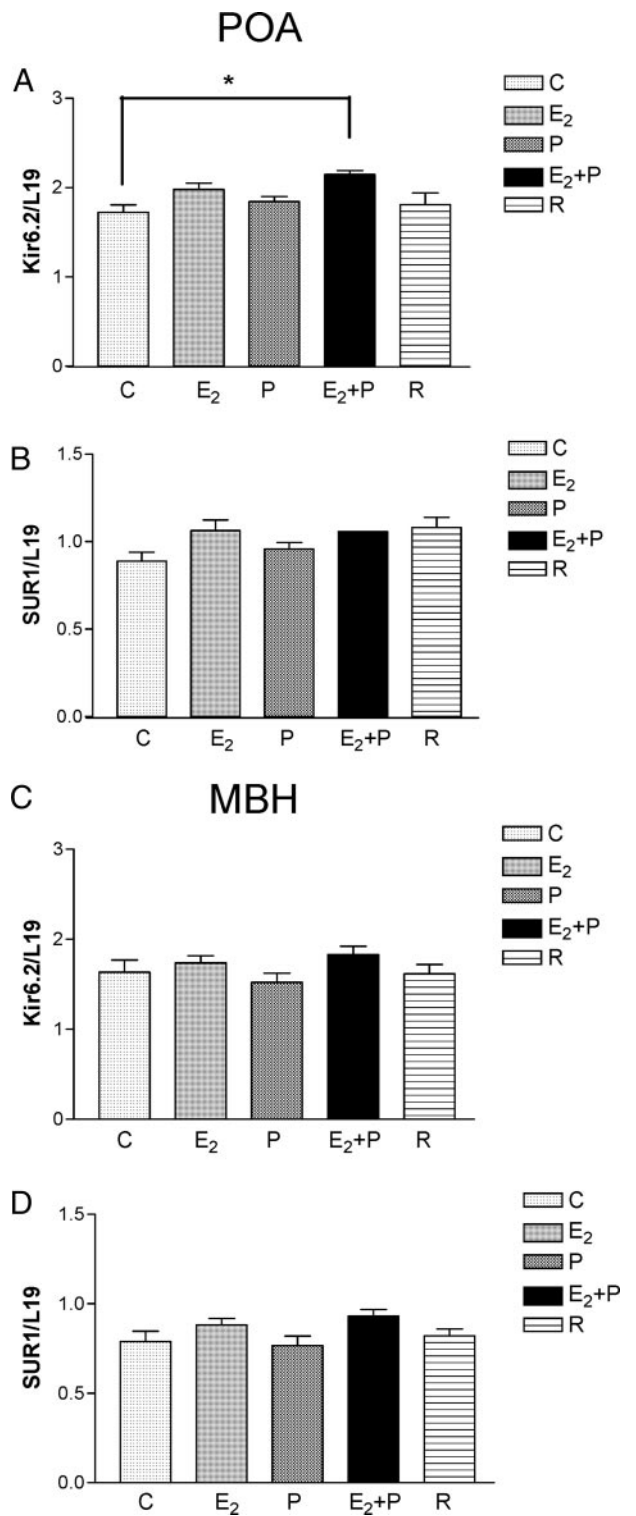 POA
A
*
3
2
1
0
Kir6.2/L19
C E₂ P E₂+P R
C
E₂
P
E₂+P
R
B
1.5
1.0
0.5
0.0
SUR1/L19
C E₂ P E₂+P R
C
E₂
P
E₂+P
R
C MBH
3
2
1
0
Kir6.2/L19
C E₂ P E₂+P R
C
E₂
P
E₂+P
R
D
1.5
1.0
0.5
0.0
SUR1/L19
C E₂ P E₂+P R
C
E₂
P
E₂+P
R